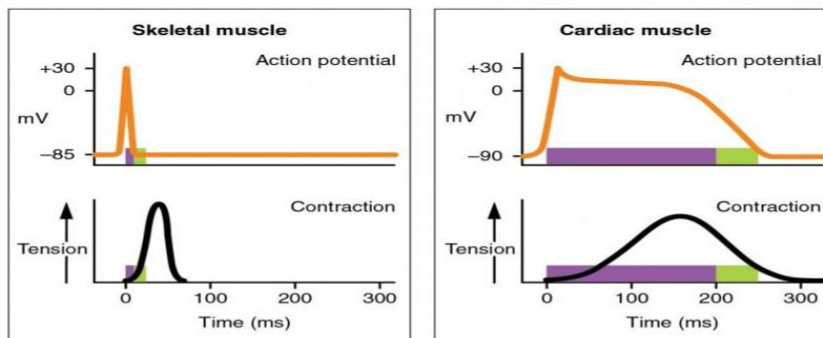 Skeletal muscle
Action potential
+30
0
mV
–85
Contraction
Tension
0 100 200 300
Time (ms)
Cardiac muscle
Action potential
+30
0
mV
–90
Contraction
Tension
0 100 200 300
Time (ms)